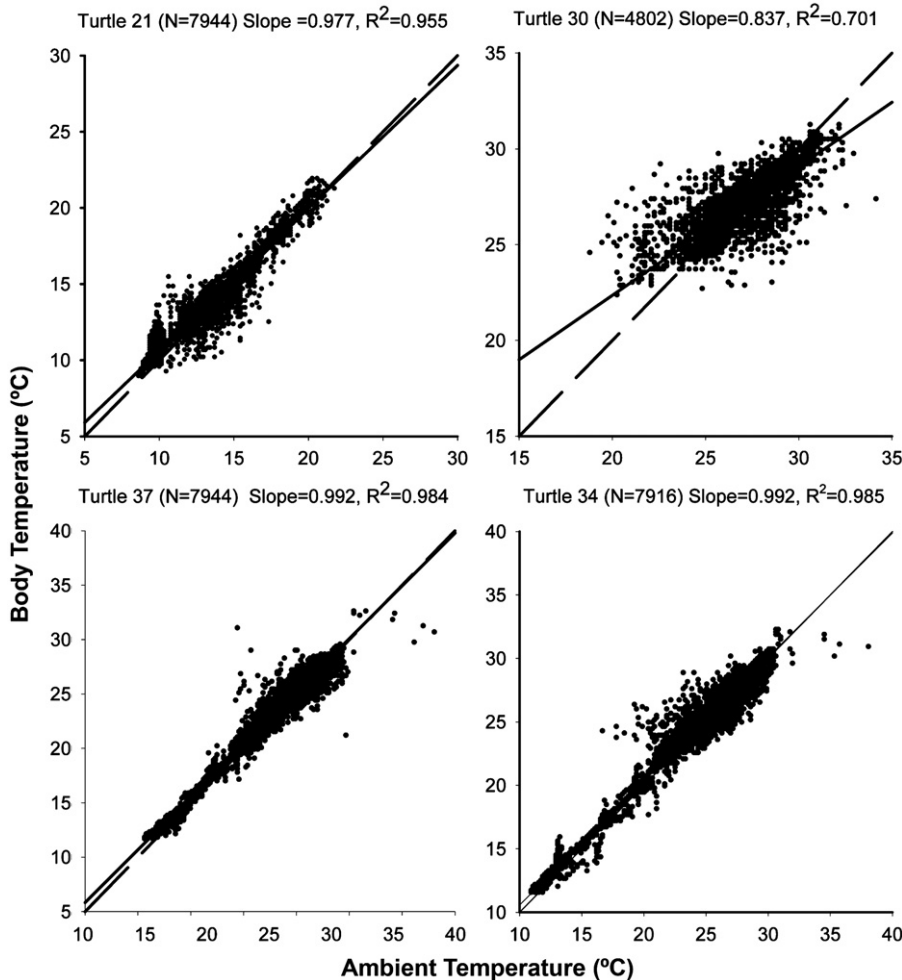 Turtle 21 (N=7944) Slope =0.977, R²=0.955
Turtle 30 (N=4802) Slope=0.837, R²=0.701
30
25
20
15
10
5
5 10 15 20 25 30
35
30
25
20
15
15 20 25 30 35
Body Temperature (ºC)
Turtle 37 (N=7944) Slope=0.992, R²=0.984
Turtle 34 (N=7916) Slope=0.992, R²=0.985
40
35
30
25
20
15
10
5
10 15 20 25 30 35 40
40
35
30
25
20
15
10
10 15 20 25 30 35 40
Ambient Temperature (ºC)